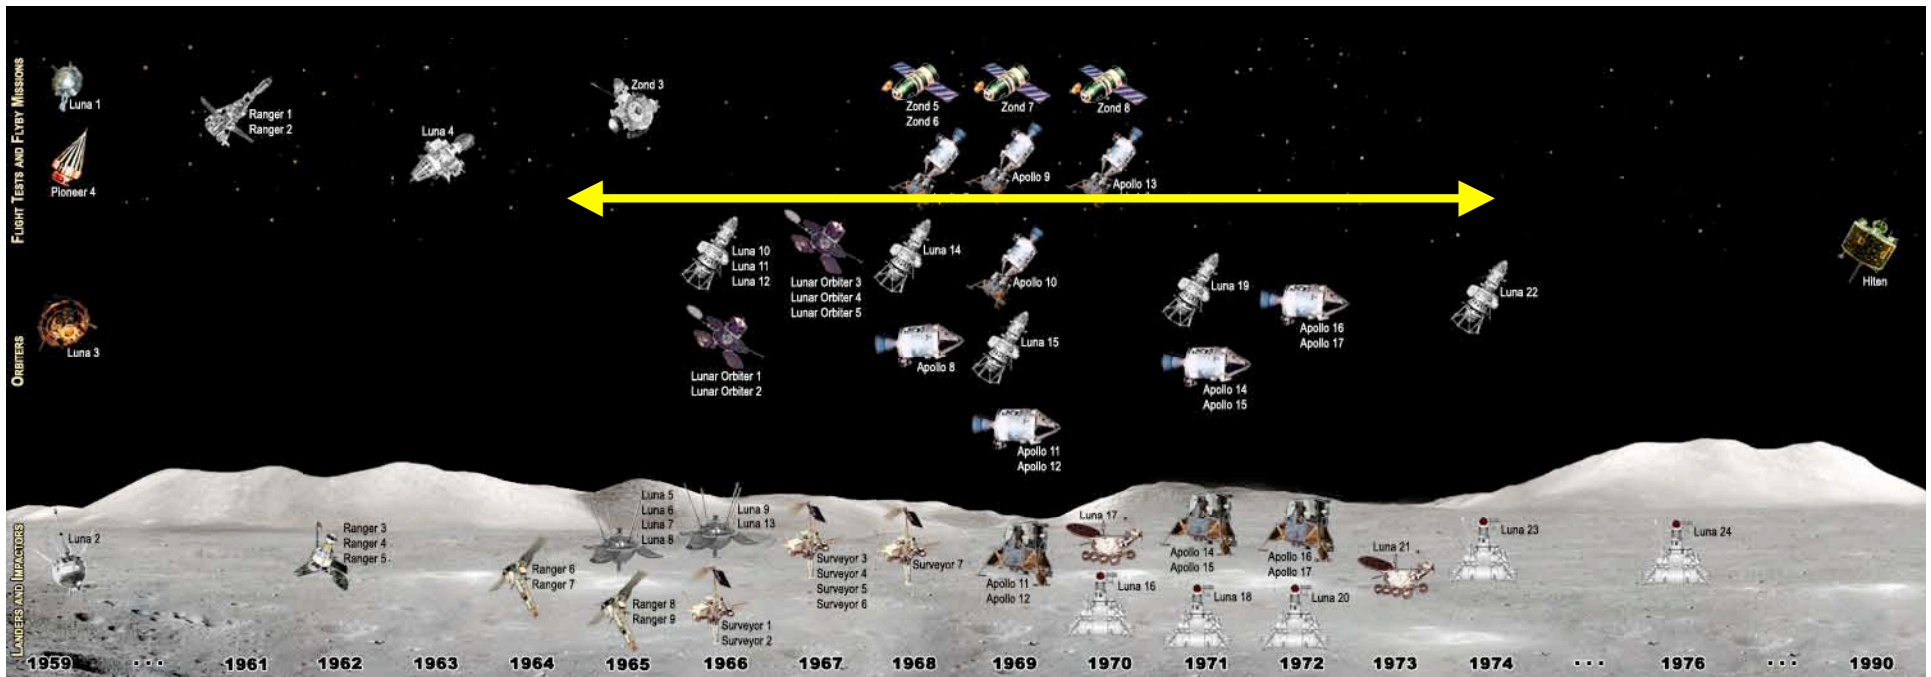 FLIGHT TESTS AND FLYBY MISSIONS
Luna 1
Pioneer 4
Ranger 1
Ranger 2
Luna 4
Zond 3
Zond 5
Zond 6
Zond 7
Apollo 9
Zond 8
Apollo 13
ORBITERS
Luna 3
Luna 10
Luna 11
Luna 12
Lunar Orbiter 1
Lunar Orbiter 2
Lunar Orbiter 3
Lunar Orbiter 4
Lunar Orbiter 5
Luna 14
Apollo 8
Apollo 10
Luna 15
Apollo 11
Apollo 12
Luna 19
Apollo 14
Apollo 15
Apollo 16
Apollo 17
Luna 22
Hiten
LANDERS AND IMPACTORS
Luna 2
Ranger 3
Ranger 4
Ranger 5
Ranger 6
Ranger 7
Luna 5
Luna 6
Luna 7
Luna 8
Ranger 8
Ranger 9
Luna 9
Luna 13
Surveyor 1
Surveyor 2
Surveyor 3
Surveyor 4
Surveyor 5
Surveyor 6
Surveyor 7
Apollo 11
Apollo 12
Luna 17
Luna 16
Apollo 14
Apollo 15
Luna 18
Apollo 16
Apollo 17
Luna 20
Luna 21
Luna 23
Luna 24
1959 ... 1961 1962 1963 1964 1965 1966 1967 1968 1969 1970 1971 1972 1973 1974 ... 1976 ... 1990